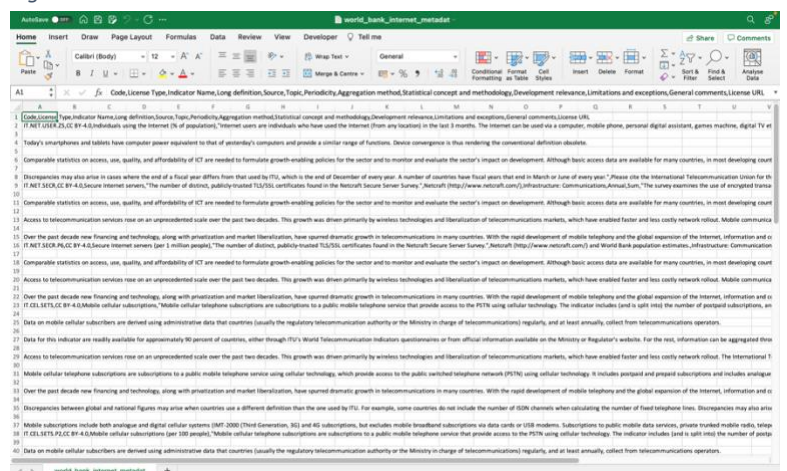 AutoSave OFF
world_bank_internet_metadat
Home Insert Draw Page Layout Formulas Data Review View Developer Tell me
Share Comments
Calibri (Body) 12 A A
Wrap Text
General
Paste
B I U
Merge & Centre
Conditional Formatting
Format as Table
Cell Styles
Insert Delete Format
Sort & Filter
Find & Select
Analyse Data
A1 fx Code,License Type,Indicator Name,Long definition,Source,Topic,Periodicity,Aggregation method,Statistical concept and methodology,Development relevance,Limitations and exceptions,General comments,License URL
A B C D E F G H I J K L M N O P Q R S T U V
1 Code,License Type,Indicator Name,Long definition,Source,Topic,Periodicity,Aggregation method,Statistical concept and methodology,Development relevance,Limitations and exceptions,General comments,License URL
2 IT.NET.USER.ZS,CC BY-4.0,Individuals using the Internet (% of population),"Internet users are individuals who have used the Internet (from any location) in the last 3 months. The Internet can be used via a computer, mobile phone, personal digital assistant, games machine, digital TV et
3
4 Today's smartphones and tablets have computer power equivalent to that of yesterday's computers and provide a similar range of functions. Device convergence is thus rendering the conventional definition obsolete.
5
6 Comparable statistics on access, use, quality, and affordability of ICT are needed to formulate growth-enabling policies for the sector and to monitor and evaluate the sector's impact on development. Although basic access data are available for many countries, in most developing count
7
8 Discrepancies may also arise in cases where the end of a fiscal year differs from that used by ITU, which is the end of December of every year. A number of countries have fiscal years that end in March or June of every year.",Please cite the International Telecommunication Union for th
9 IT.NET.SECR,CC BY-4.0,Secure Internet servers,"The number of distinct, publicly-trusted TLS/SSL certificates found in the Netcraft Secure Server Survey.",Netcraft (http://www.netcraft.com/),Infrastructure: Communications,Annual,Sum,"The survey examines the use of encrypted transa
10
11 Comparable statistics on access, use, quality, and affordability of ICT are needed to formulate growth-enabling policies for the sector and to monitor and evaluate the sector's impact on development. Although basic access data are available for many countries, in most developing count
12
13 Access to telecommunication services rose on an unprecedented scale over the past two decades. This growth was driven primarily by wireless technologies and liberalization of telecommunications markets, which have enabled faster and less costly network rollout. Mobile communica
14
15 Over the past decade new financing and technology, along with privatization and market liberalization, have spurred dramatic growth in telecommunications in many countries. With the rapid development of mobile telephony and the global expansion of the Internet, information and co
16 IT.NET.SECR.P6,CC BY-4.0,Secure Internet servers (per 1 million people),"The number of distinct, publicly-trusted TLS/SSL certificates found in the Netcraft Secure Server Survey.",Netcraft (http://www.netcraft.com/) and World Bank population estimates.,Infrastructure: Communication
17
18 Comparable statistics on access, use, quality, and affordability of ICT are needed to formulate growth-enabling policies for the sector and to monitor and evaluate the sector's impact on development. Although basic access data are available for many countries, in most developing count
19
20 Access to telecommunication services rose on an unprecedented scale over the past two decades. This growth was driven primarily by wireless technologies and liberalization of telecommunications markets, which have enabled faster and less costly network rollout. Mobile communica
21
22 Over the past decade new financing and technology, along with privatization and market liberalization, have spurred dramatic growth in telecommunications in many countries. With the rapid development of mobile telephony and the global expansion of the Internet, information and co
23 IT.CEL.SETS,CC BY-4.0,Mobile cellular subscriptions,"Mobile cellular telephone subscriptions are subscriptions to a public mobile telephone service that provide access to the PSTN using cellular technology. The indicator includes (and is split into) the number of postpaid subscriptions, an
24
25 Data on mobile cellular subscribers are derived using administrative data that countries (usually the regulatory telecommunication authority or the Ministry in charge of telecommunications) regularly, and at least annually, collect from telecommunications operators.
26
27 Data for this indicator are readily available for approximately 90 percent of countries, either through ITU's World Telecommunication Indicators questionnaires or from official information available on the Ministry or Regulator's website. For the rest, information can be aggregated thro
28
29 Access to telecommunication services rose on an unprecedented scale over the past two decades. This growth was driven primarily by wireless technologies and liberalization of telecommunications markets, which have enabled faster and less costly network rollout. The International T
30
31 Mobile cellular telephone subscriptions are subscriptions to a public mobile telephone service using cellular technology, which provide access to the public switched telephone network (PSTN) using cellular technology. It includes postpaid and prepaid subscriptions and includes analogue
32
33 Over the past decade new financing and technology, along with privatization and market liberalization, have spurred dramatic growth in telecommunications in many countries. With the rapid development of mobile telephony and the global expansion of the Internet, information and co
34
35 Discrepancies between global and national figures may arise when countries use a different definition than the one used by ITU. For example, some countries do not include the number of ISDN channels when calculating the number of fixed telephone lines. Discrepancies may also aris
36
37 Mobile subscriptions include both analogue and digital cellular systems (IMT-2000 (Third Generation, 3G) and 4G subscriptions, but excludes mobile broadband subscriptions via data cards or USB modems. Subscriptions to public mobile data services, private trunked mobile radio, telep
38 IT.CEL.SETS.P2,CC BY-4.0,Mobile cellular subscriptions (per 100 people),"Mobile cellular telephone subscriptions are subscriptions to a public mobile telephone service that provide access to the PSTN using cellular technology. The indicator includes (and is split into) the number of postp
39
40 Data on mobile cellular subscribers are derived using administrative data that countries (usually the regulatory telecommunication authority or the Ministry in charge of telecommunications) regularly, and at least annually, collect from telecommunications operators.
world_bank_internet_metadat +